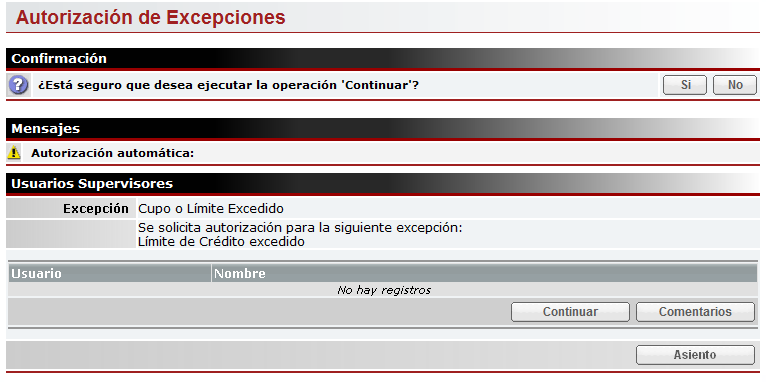 Autorización de Excepciones
Confirmación
¿Está seguro que desea ejecutar la operación 'Continuar'?
Si
No
Mensajes
Autorización automática:
Usuarios Supervisores
Excepción
Cupo o Límite Excedido
Se solicita autorización para la siguiente excepción:
Límite de Crédito excedido
Usuario
Nombre
No hay registros
Continuar
Comentarios
Asiento